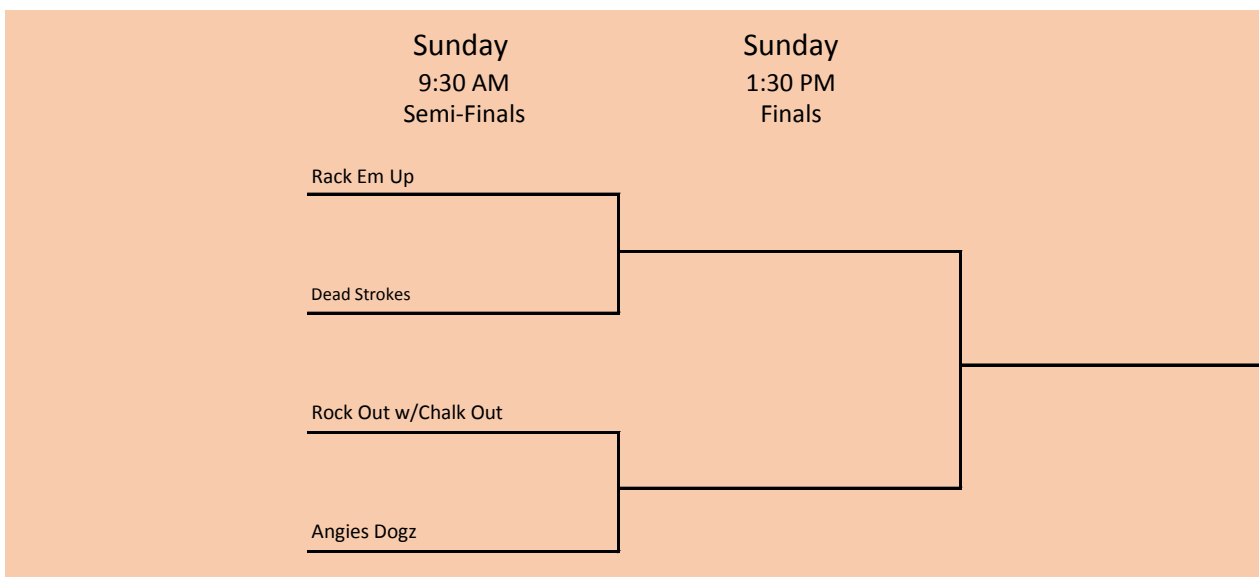 Sunday
9:30 AM
Semi-Finals
Sunday
1:30 PM
Finals
Rack Em Up
Dead Strokes
Rock Out w/Chalk Out
Angies Dogz